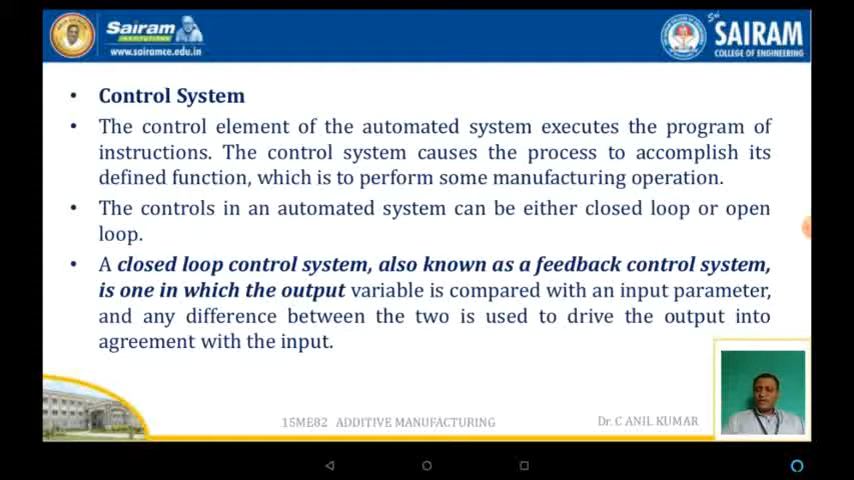 Sairam
INSTITUTIONS
www.sairamce.edu.in
Sri
SAIRAM
COLLEGE OF ENGINEERING
• Control System
• The control element of the automated system executes the program of
instructions. The control system causes the process to accomplish its
defined function, which is to perform some manufacturing operation.
• The controls in an automated system can be either closed loop or open
loop.
• A closed loop control system, also known as a feedback control system,
is one in which the output variable is compared with an input parameter,
and any difference between the two is used to drive the output into
agreement with the input.
15ME82 ADDITIVE MANUFACTURING
Dr. C ANIL KUMAR